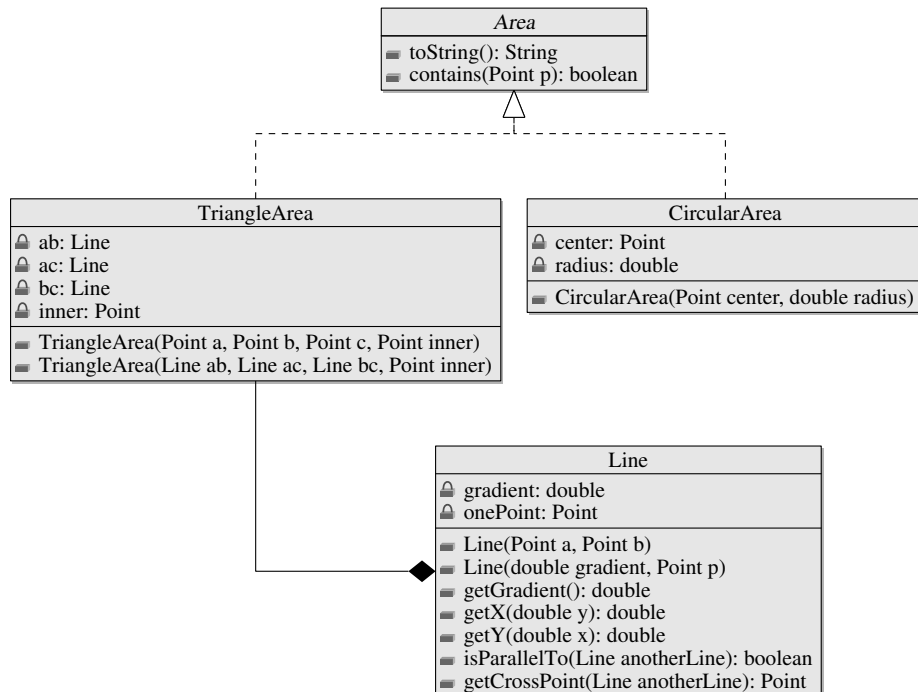 Area
toString(): String
contains(Point p): boolean
TriangleArea
ab: Line
ac: Line
bc: Line
inner: Point
TriangleArea(Point a, Point b, Point c, Point inner)
TriangleArea(Line ab, Line ac, Line bc, Point inner)
CircularArea
center: Point
radius: double
CircularArea(Point center, double radius)
Line
gradient: double
onePoint: Point
Line(Point a, Point b)
Line(double gradient, Point p)
getGradient(): double
getX(double y): double
getY(double x): double
isParallelTo(Line anotherLine): boolean
getCrossPoint(Line anotherLine): Point